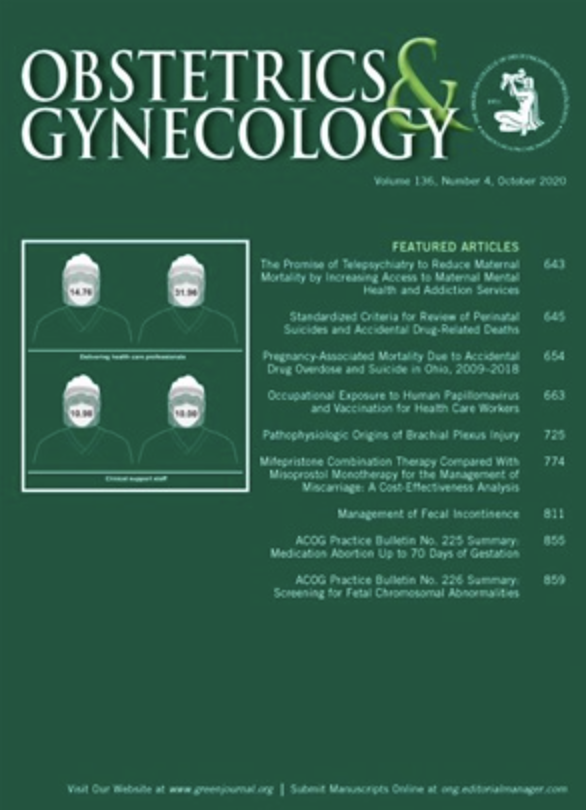 OBSTETRICS &
GYNECOLOGY
Volume 136, Number 4, October 2020
14.76
31.96
Delivering health care professionals
10.98
10.00
Clinical support staff
FEATURED ARTICLES
The Promise of Telepsychiatry to Reduce Maternal 643
Mortality by Increasing Access to Maternal Mental
Health and Addiction Services
Standardized Criteria for Review of Perinatal 645
Suicides and Accidental Drug-Related Deaths
Pregnancy-Associated Mortality Due to Accidental 654
Drug Overdose and Suicide in Ohio, 2009–2018
Occupational Exposure to Human Papillomavirus 663
and Vaccination for Health Care Workers
Pathophysiologic Origins of Brachial Plexus Injury 725
Mifepristone Combination Therapy Compared With 774
Misoprostol Monotherapy for the Management of
Miscarriage: A Cost-Effectiveness Analysis
Management of Fecal Incontinence 811
ACOG Practice Bulletin No. 225 Summary: 855
Medication Abortion Up to 70 Days of Gestation
ACOG Practice Bulletin No. 226 Summary: 859
Screening for Fetal Chromosomal Abnormalities
Visit Our Website at www.greenjournal.org | Submit Manuscripts Online at ong.editorialmanager.com